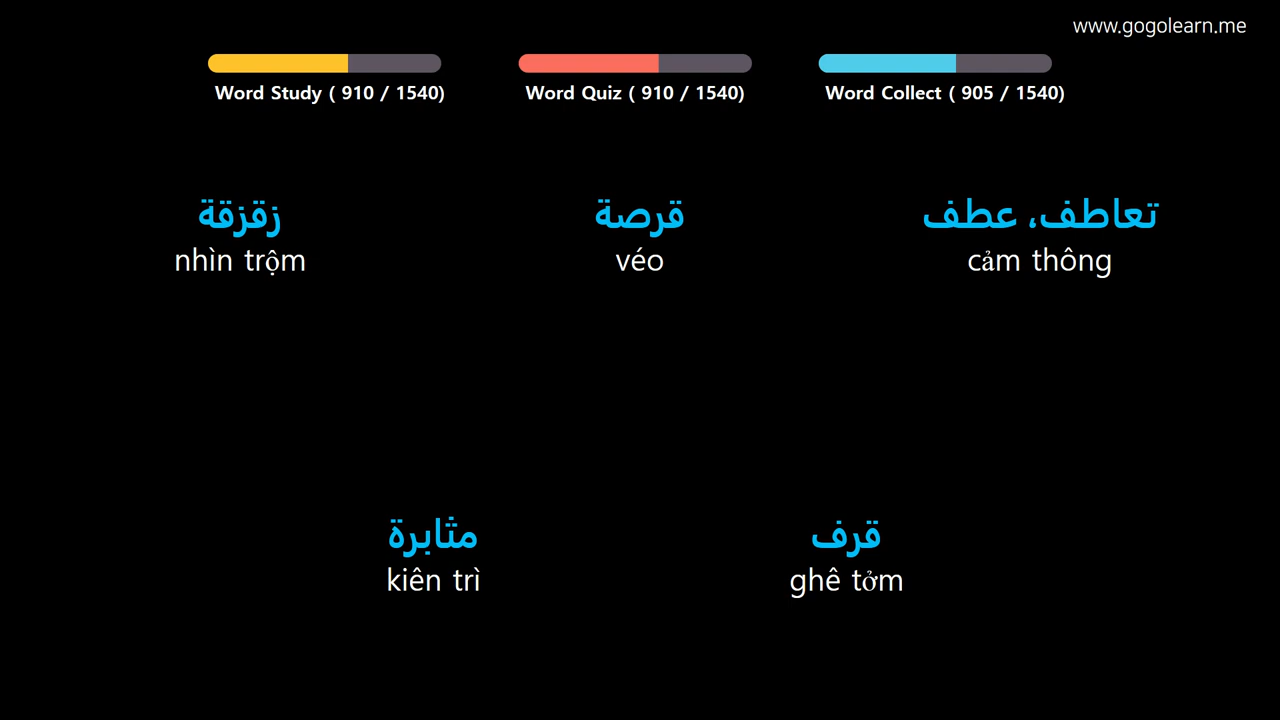 www.gogolearn.me
Word Study ( 910 / 1540)
Word Quiz ( 910 / 1540)
Word Collect ( 905 / 1540)
زقزقة
nhìn trộm
قرصة
véo
تعاطف، عطف
cảm thông
مثابرة
kiên trì
قرف
ghê tởm